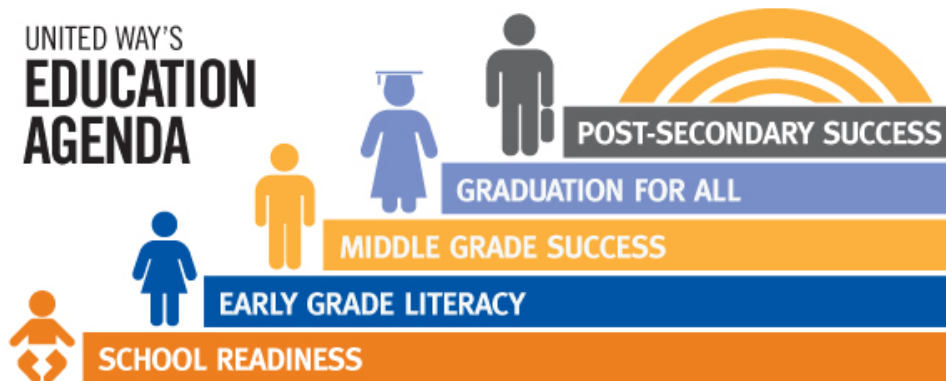 UNITED WAY'S
EDUCATION
AGENDA
POST-SECONDARY SUCCESS
GRADUATION FOR ALL
MIDDLE GRADE SUCCESS
EARLY GRADE LITERACY
SCHOOL READINESS